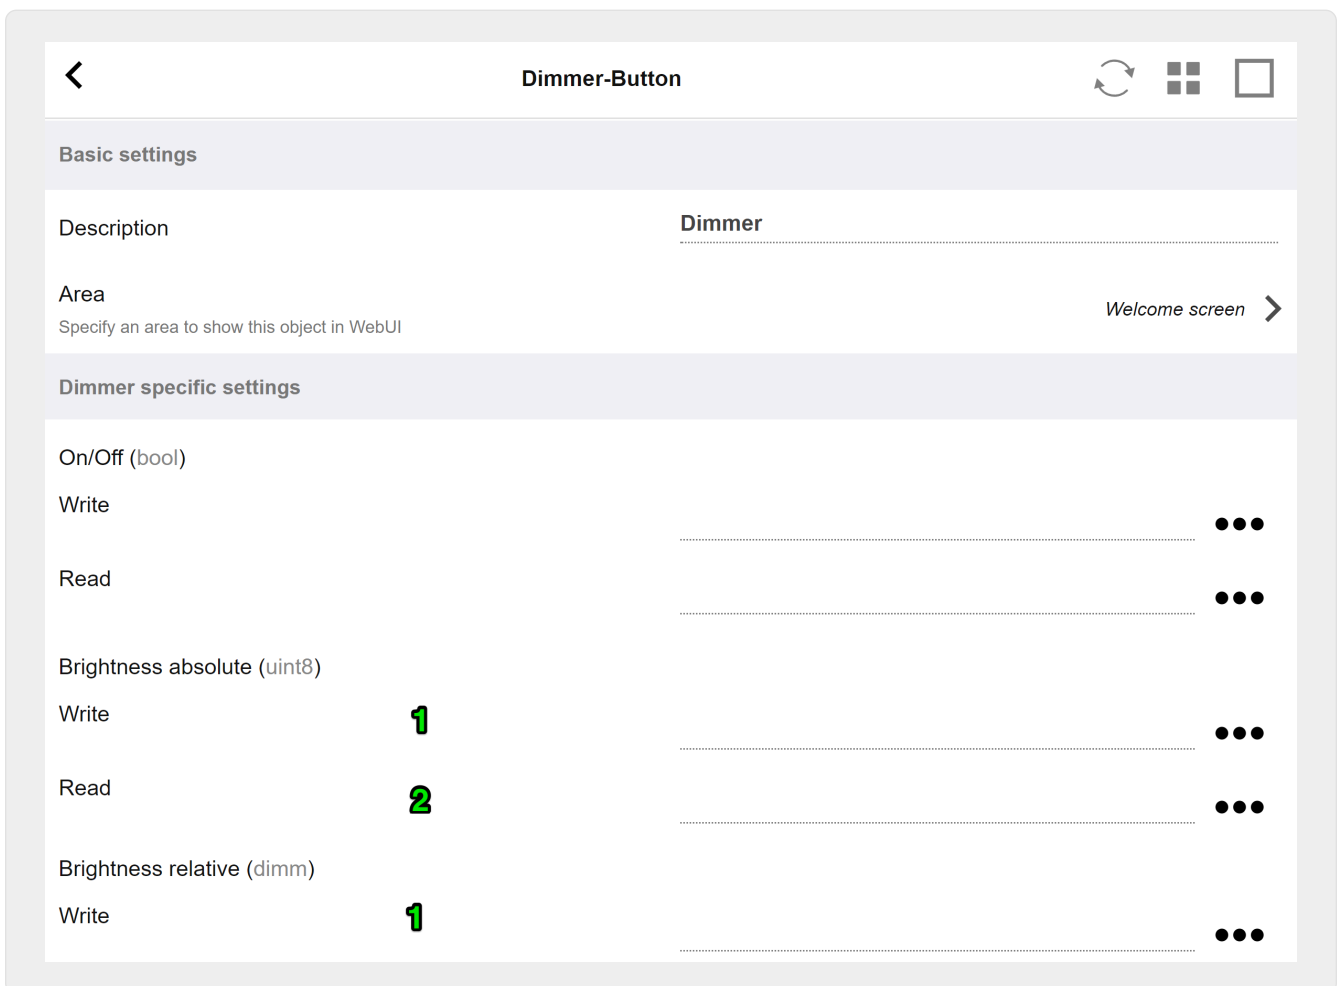 Dimmer-Button
Basic settings
Description
Dimmer
Area
Specify an area to show this object in WebUI
Welcome screen
Dimmer specific settings
On/Off (bool)
Write
Read
Brightness absolute (uint8)
Write 1
Read 2
Brightness relative (dimm)
Write 1